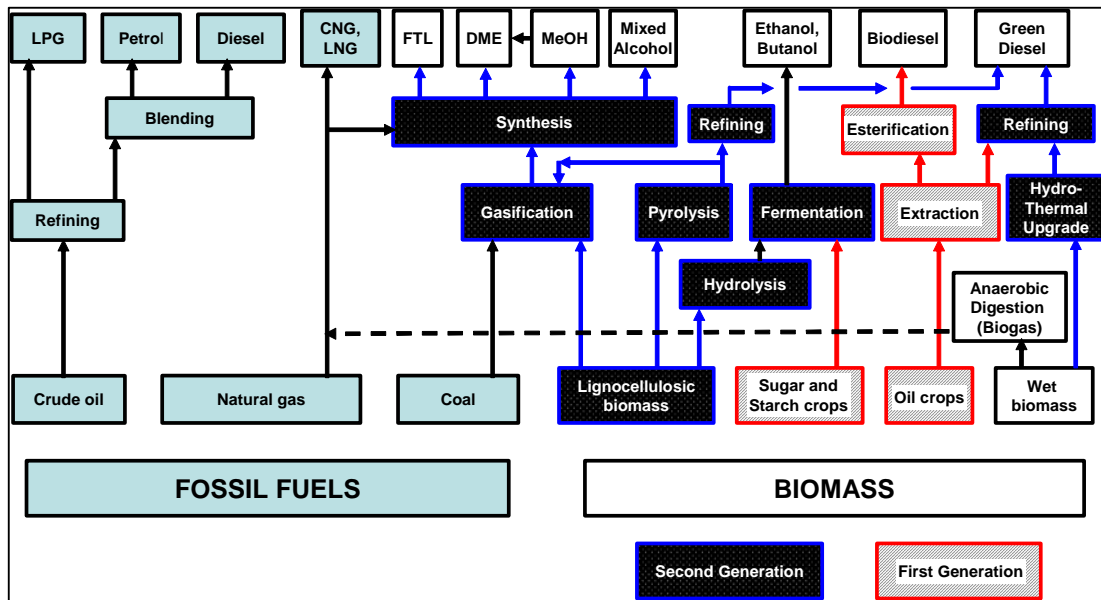 LPG
Petrol
Diesel
CNG,
LNG
FTL
DME
MeOH
Mixed
Alcohol
Ethanol,
Butanol
Biodiesel
Green
Diesel
Blending
Synthesis
Refining
Esterification
Refining
Refining
Gasification
Pyrolysis
Fermentation
Extraction
Hydro-
Thermal
Upgrade
Hydrolysis
Anaerobic
Digestion
(Biogas)
Crude oil
Natural gas
Coal
Lignocellulosic
biomass
Sugar and
Starch crops
Oil crops
Wet
biomass
FOSSIL FUELS
BIOMASS
Second Generation
First Generation